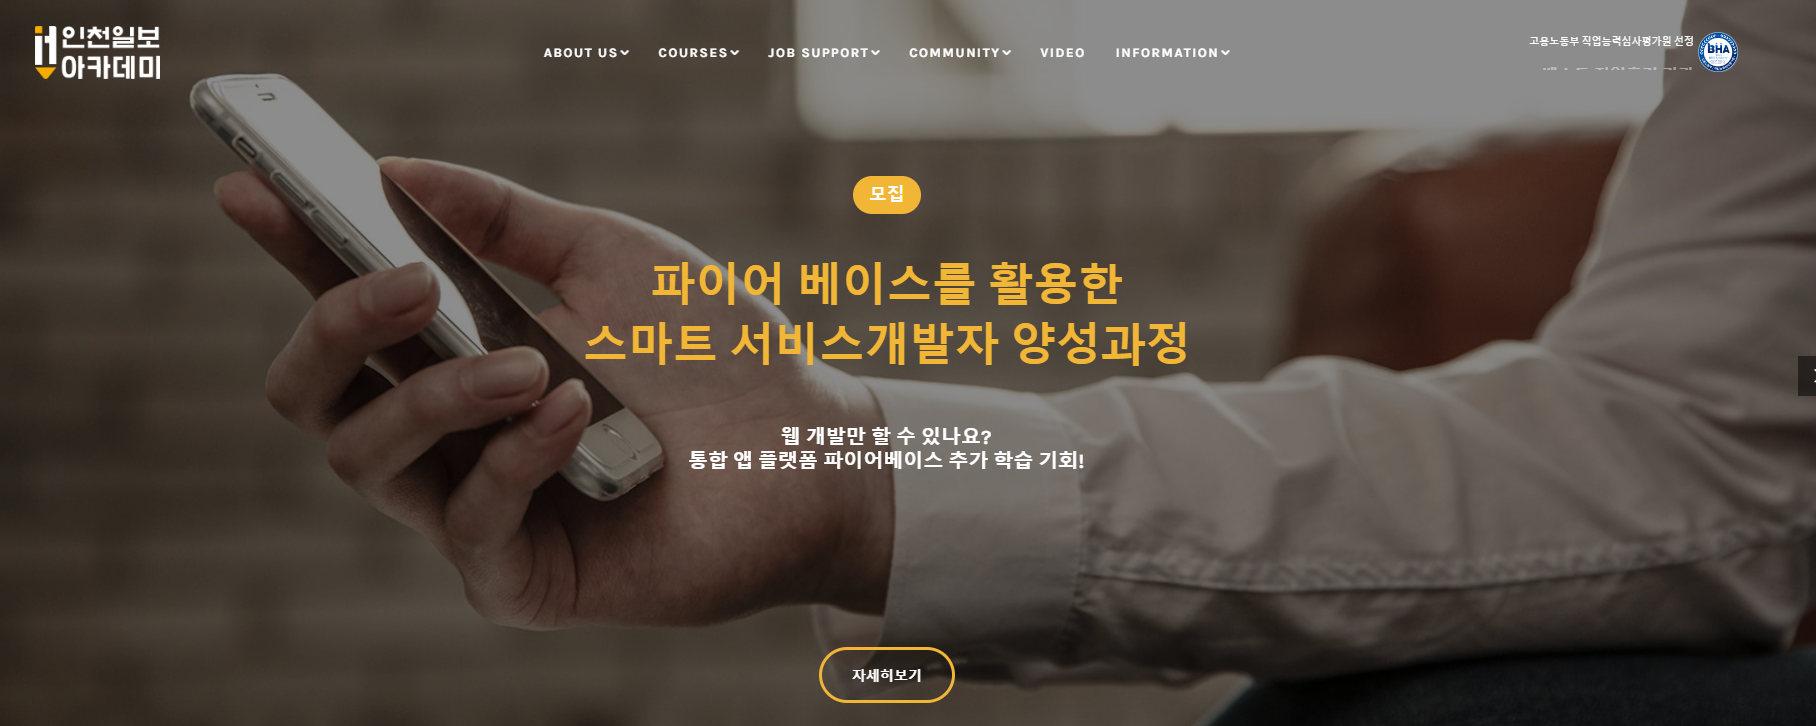 인천일보
아카데미
ABOUT US
COURSES
JOB SUPPORT
COMMUNITY
VIDEO
INFORMATION
고용노동부 직업능력심사평가원 선정
BHA
모집
파이어 베이스를 활용한
스마트 서비스개발자 양성과정
웹 개발만 할 수 있나요?
통합 앱 플랫폼 파이어베이스 추가 학습 기회!
자세히보기